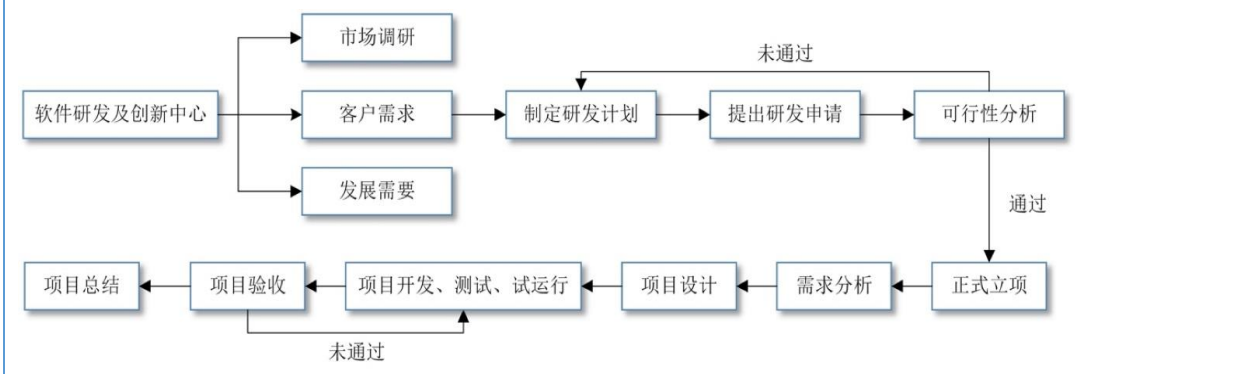 市场调研
未通过
软件研发及创新中心
客户需求
制定研发计划
提出研发申请
可行性分析
发展需要
通过
项目总结
项目验收
项目开发、测试、试运行
项目设计
需求分析
正式立项
未通过